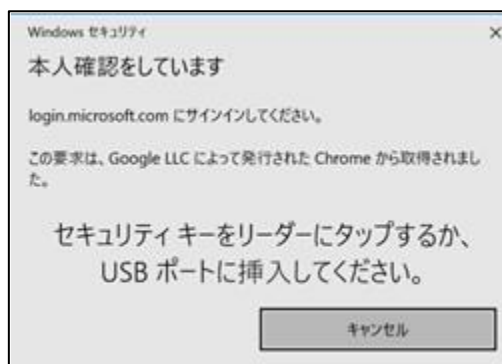 Windows セキュリティ
本人確認をしています
login.microsoft.com にサインインしてください。
この要求は、Google LLC によって発行された Chrome から取得されまし
た。
セキュリティ キーをリーダーにタップするか、
USB ポートに挿入してください。
キャンセル